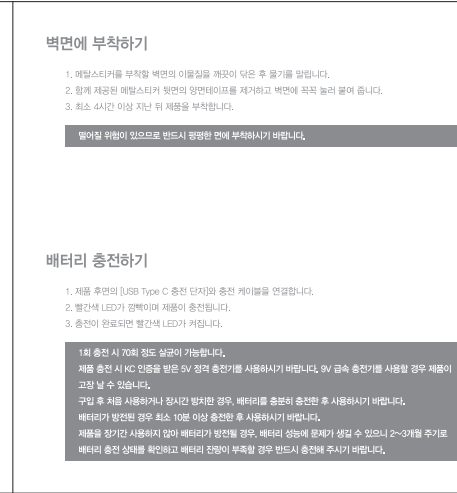 벽면에 부착하기
1. 메탈스티커를 부착할 벽면의 이물질을 깨끗이 닦은 후 물기를 말립니다.
2. 함께 제공된 메탈스티커 뒷면의 양면테이프를 제거하고 벽면에 꼭꼭 눌러 붙여 줍니다.
3. 최소 4시간 이상 지난 뒤 제품을 부착합니다.
떨어질 위험이 있으므로 반드시 평평한 면에 부착하시기 바랍니다.
배터리 충전하기
1. 제품 후면의 [USB Type C 충전 단자]와 충전 케이블을 연결합니다.
2. 빨간색 LED가 깜빡이며 제품이 충전됩니다.
3. 충전이 완료되면 빨간색 LED가 켜집니다.
1회 충전 시 70회 정도 살균이 가능합니다.
제품 충전 시 KC 인증을 받은 5V 정격 충전기를 사용하시기 바랍니다. 9V 급속 충전기를 사용할 경우 제품이
고장 날 수 있습니다.
구입 후 처음 사용하거나 장시간 방치한 경우, 배터리를 충분히 충전한 후 사용하시기 바랍니다.
배터리가 방전된 경우 최소 10분 이상 충전한 후 사용하시기 바랍니다.
제품을 장기간 사용하지 않아 배터리가 방전될 경우, 배터리 성능에 문제가 생길 수 있으니 2~3개월 주기로
배터리 충전 상태를 확인하고 배터리 잔량이 부족할 경우 반드시 충전해 주시기 바랍니다.